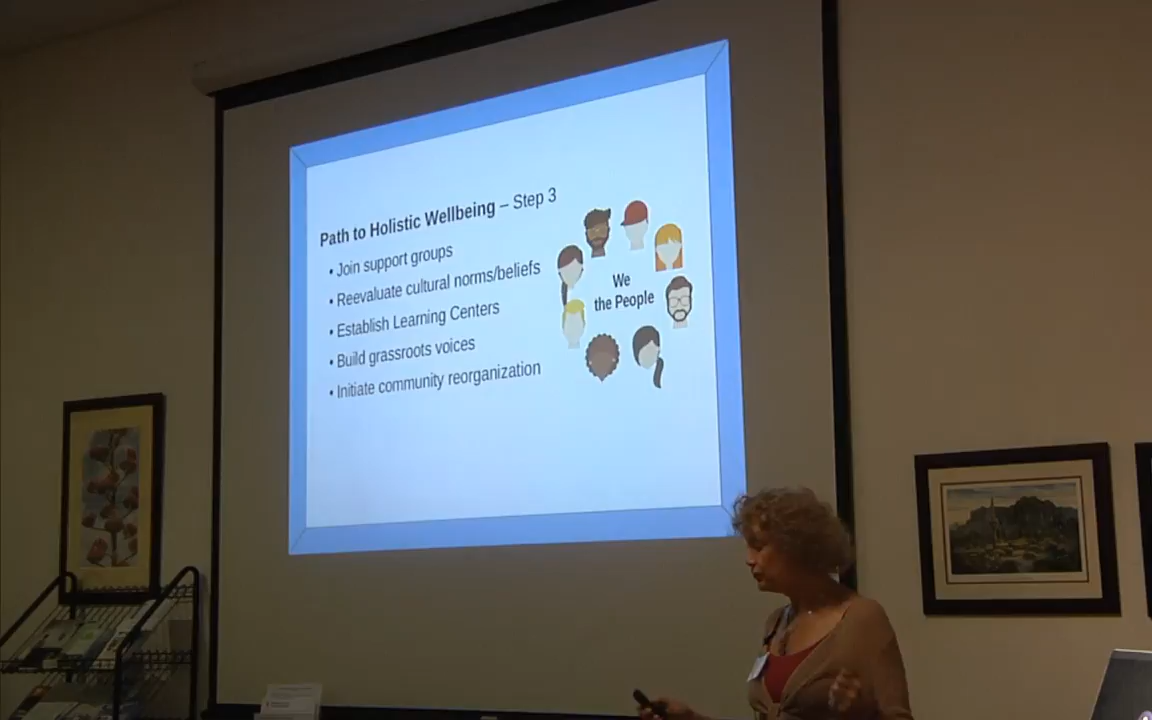 Path to Holistic Wellbeing – Step 3
• Join support groups
• Reevaluate cultural norms/beliefs
• Establish Learning Centers
• Build grassroots voices
• Initiate community reorganization
We
the People